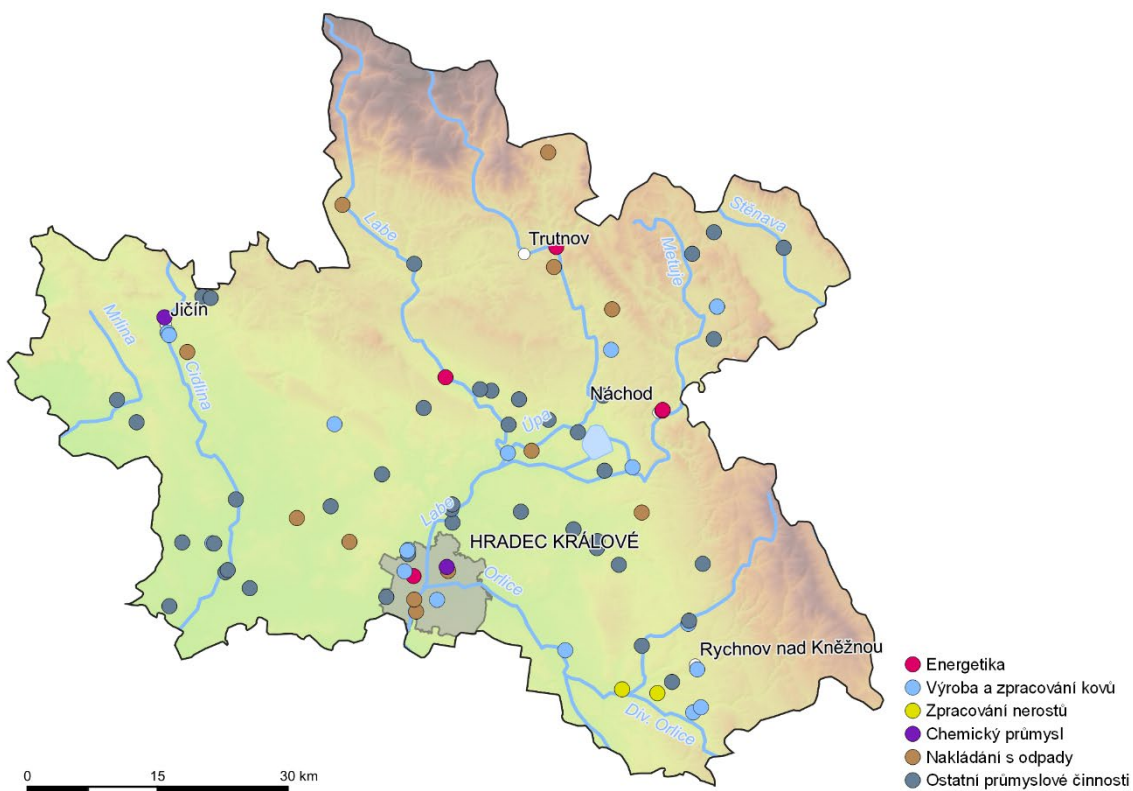 Stěnava
Labe
Trutnov
Metuje
Jičín
Mrlina
Cidlina
Náchod
Úpa
Labe
HRADEC KRÁLOVÉ
Orlice
Rychnov nad Kněžnou
Div. Orlice
Energetika
Výroba a zpracování kovů
Zpracování nerostů
Chemický průmysl
Nakládání s odpady
Ostatní průmyslové činnosti
0 15 30 km